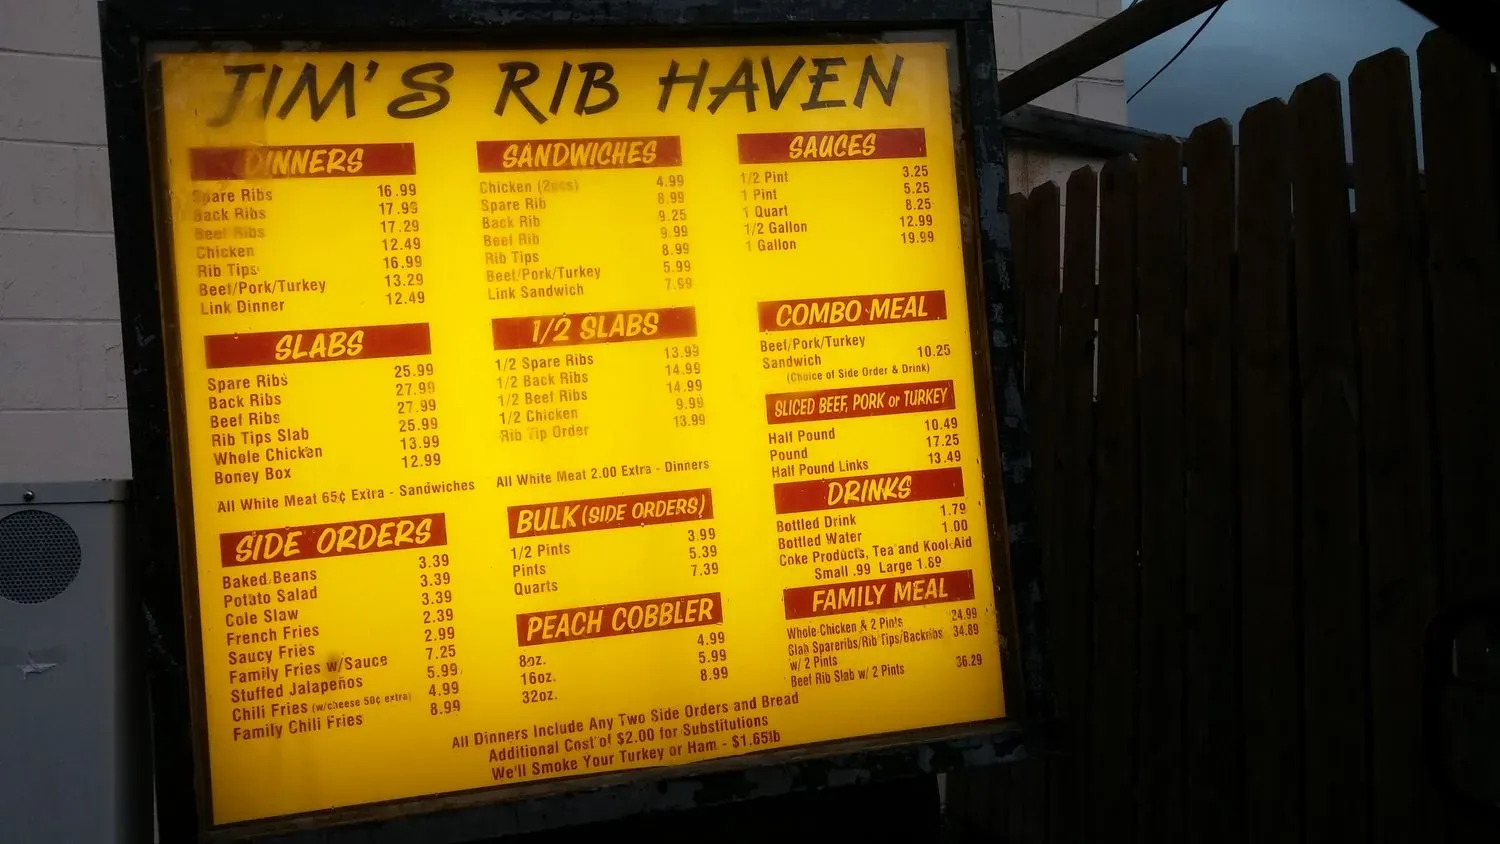 JIM'S RIB HAVEN
DINNERS
Spare Ribs 16.99
Back Ribs 17.99
Beef Ribs 17.29
Chicken 12.49
Rib Tips 16.99
Beef/Pork/Turkey 13.29
Link Dinner 12.49
SLABS
Spare Ribs 25.99
Back Ribs 27.99
Beef Ribs 27.99
Rib Tips Slab 25.99
Whole Chicken 13.99
Boney Box 12.99
All White Meat 65¢ Extra - Sandwiches
SIDE ORDERS
Baked Beans 3.39
Potato Salad 3.39
Cole Slaw 3.39
French Fries 2.39
Saucy Fries 2.99
Family Fries w/Sauce 7.25
Stuffed Jalapeños 5.99
Chili Fries (w/cheese 50¢ extra) 4.99
Family Chili Fries 8.99
SANDWICHES
Chicken (2pcs) 4.99
Spare Rib 8.99
Back Rib 9.25
Beef Rib 9.99
Rib Tips 8.99
Beef/Pork/Turkey 5.99
Link Sandwich 7.99
1/2 SLABS
1/2 Spare Ribs 13.99
1/2 Back Ribs 14.99
1/2 Beef Ribs 14.99
1/2 Chicken 9.99
Rib Tip Order 13.99
All White Meat 2.00 Extra - Dinners
BULK (SIDE ORDERS)
1/2 Pints 3.99
Pints 5.39
Quarts 7.39
PEACH COBBLER
8oz. 4.99
16oz. 5.99
32oz. 8.99
SAUCES
1/2 Pint 3.25
1 Pint 5.25
1 Quart 8.25
1/2 Gallon 12.99
1 Gallon 19.99
COMBO MEAL
Beef/Pork/Turkey
Sandwich 10.25
(Choice of Side Order & Drink)
SLICED BEEF, PORK or TURKEY
Half Pound 10.49
Pound 17.25
Half Pound Links 13.49
DRINKS
Bottled Drink 1.79
Bottled Water 1.00
Coke Products, Tea and Kool-Aid
Small .99 Large 1.89
FAMILY MEAL
Whole Chicken & 2 Pints 24.99
Slab Spareribs/Rib Tips/Backribs 34.89
w/ 2 Pints
Beef Rib Slab w/ 2 Pints 36.29
All Dinners Include Any Two Side Orders and Bread
Additional Cost of $2.00 for Substitutions
We'll Smoke Your Turkey or Ham - $1.65lb